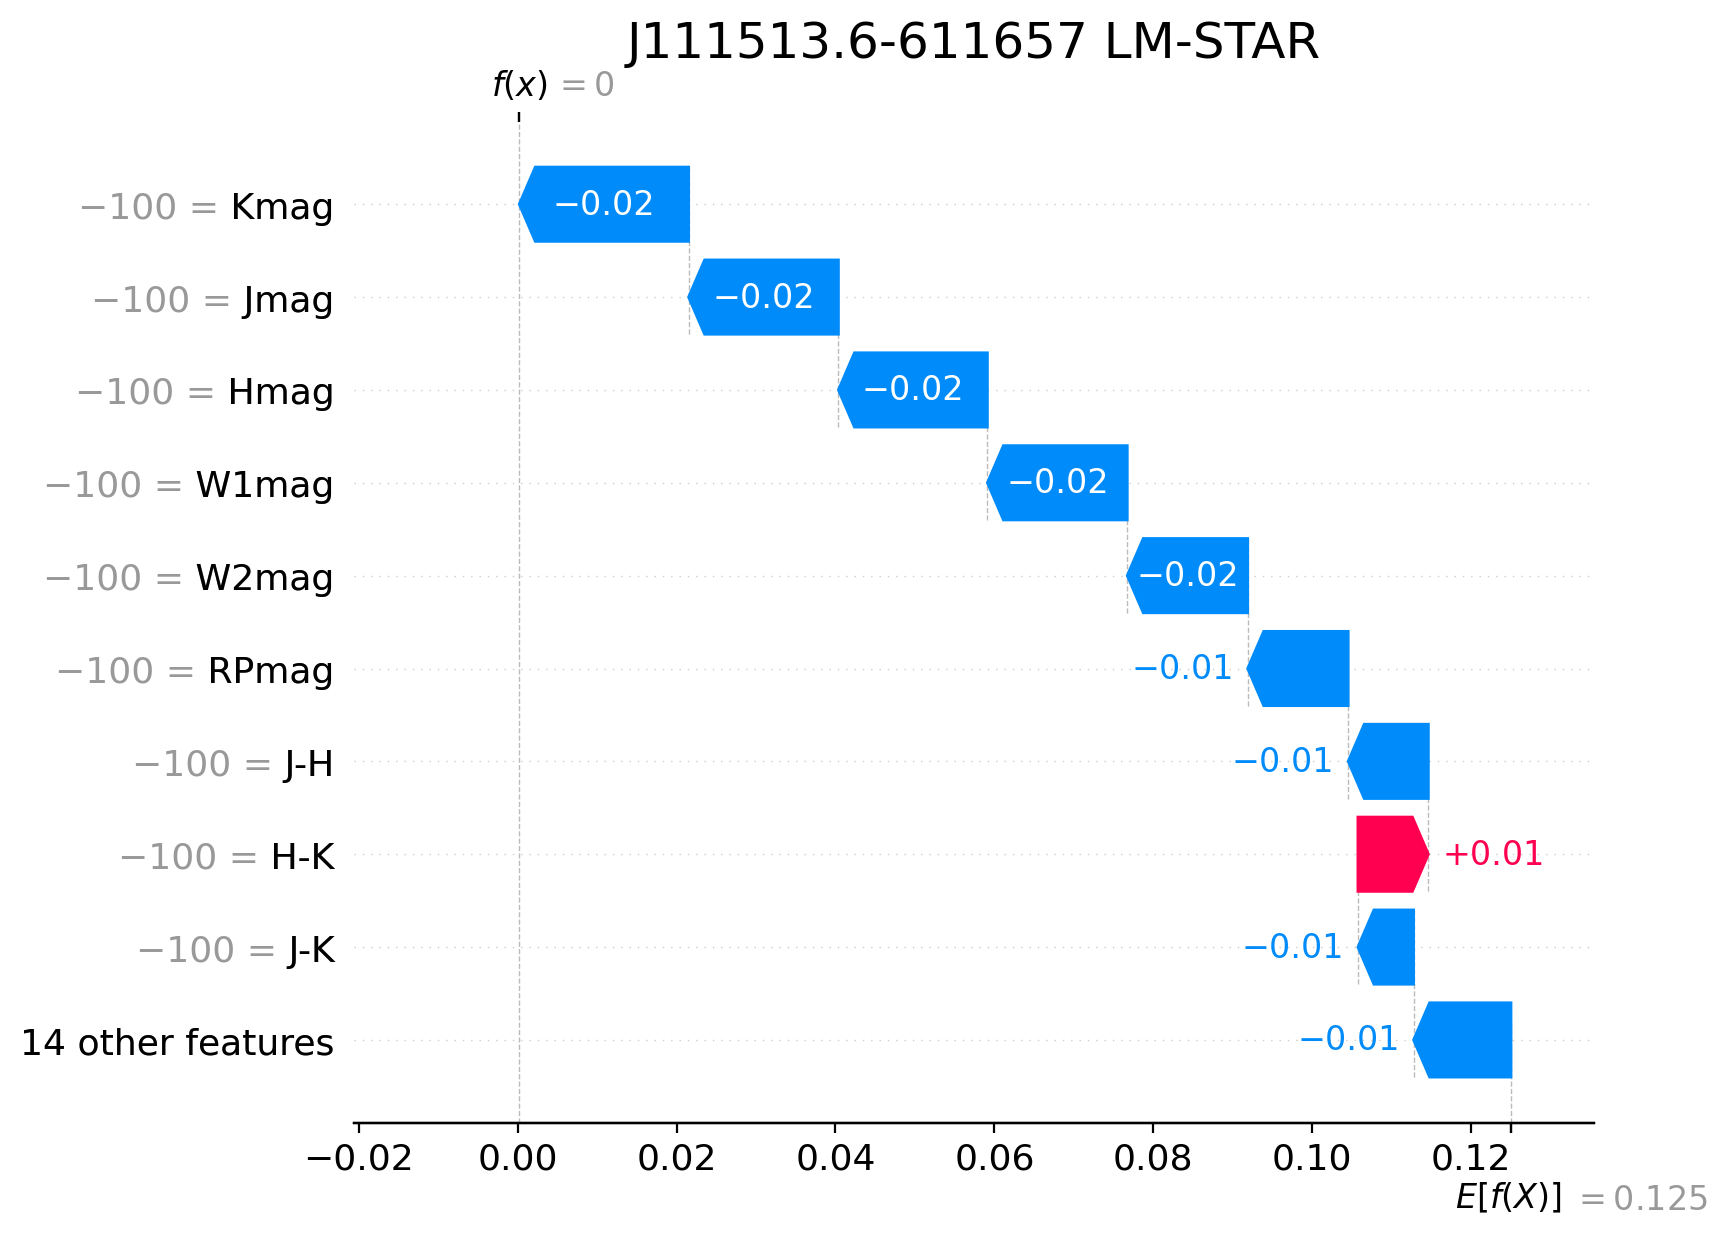 J111513.6-611657 LM-STAR
f(x) = 0
−100 = Kmag −0.02
−100 = Jmag −0.02
−100 = Hmag −0.02
−100 = W1mag −0.02
−100 = W2mag −0.02
−100 = RPmag −0.01
−100 = J-H −0.01
−100 = H-K +0.01
−100 = J-K −0.01
14 other features −0.01
−0.02 0.00 0.02 0.04 0.06 0.08 0.10 0.12
E[f(X)] = 0.125